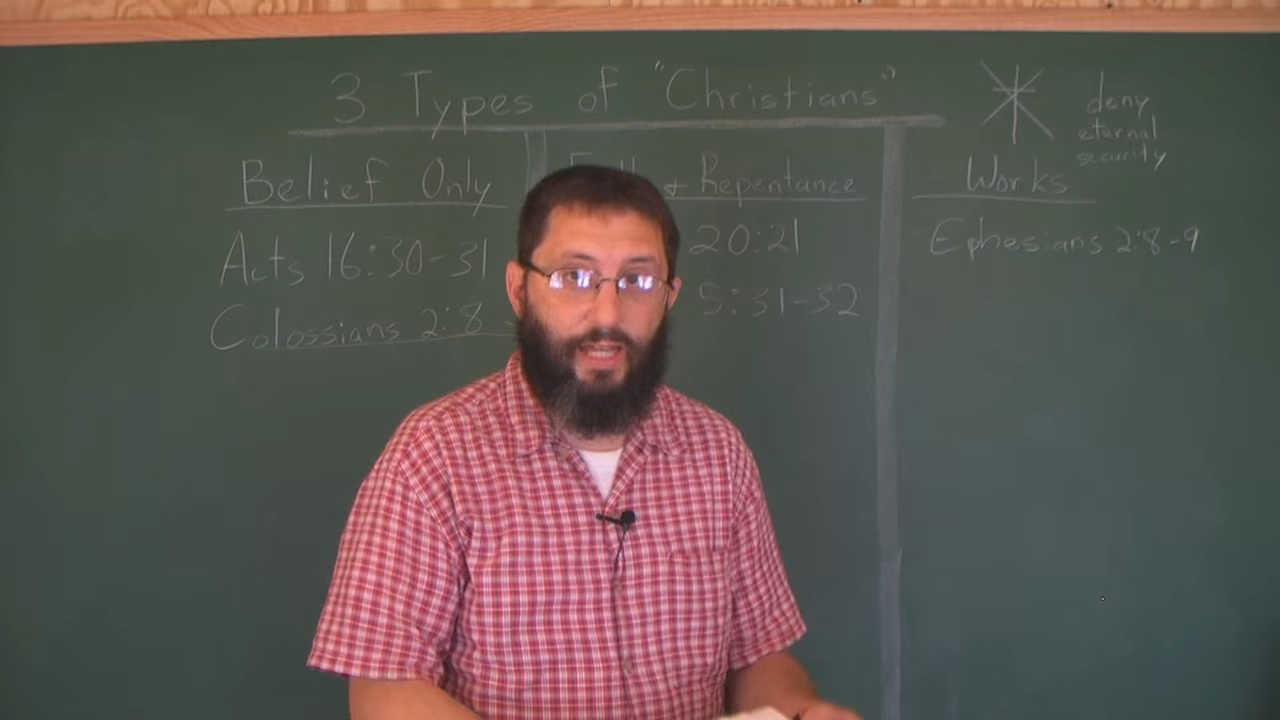 3 Types of "Christians"
deny
eternal
security
Belief Only
Acts 16:30-31
Colossians 2:8
+ Repentance
20:21
5:31-32
Works
Ephesians 2:8-9